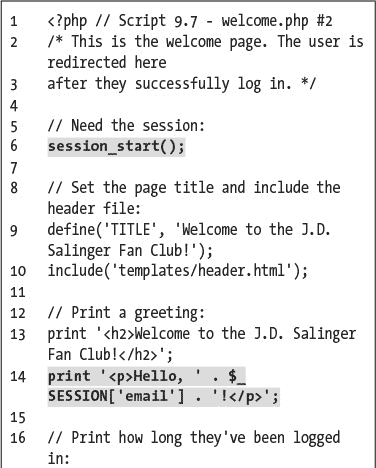 1 <?php // Script 9.7 - welcome.php #2
2 /* This is the welcome page. The user is
redirected here
3 after they successfully log in. */
4
5 // Need the session:
6 session_start();
7
8 // Set the page title and include the
header file:
9 define('TITLE', 'Welcome to the J.D.
Salinger Fan Club!');
10 include('templates/header.html');
11
12 // Print a greeting:
13 print '<h2>Welcome to the J.D. Salinger
Fan Club!</h2>';
14 print '<p>Hello, ' . $_
SESSION['email'] . '!</p>';
15
16 // Print how long they've been logged
in: